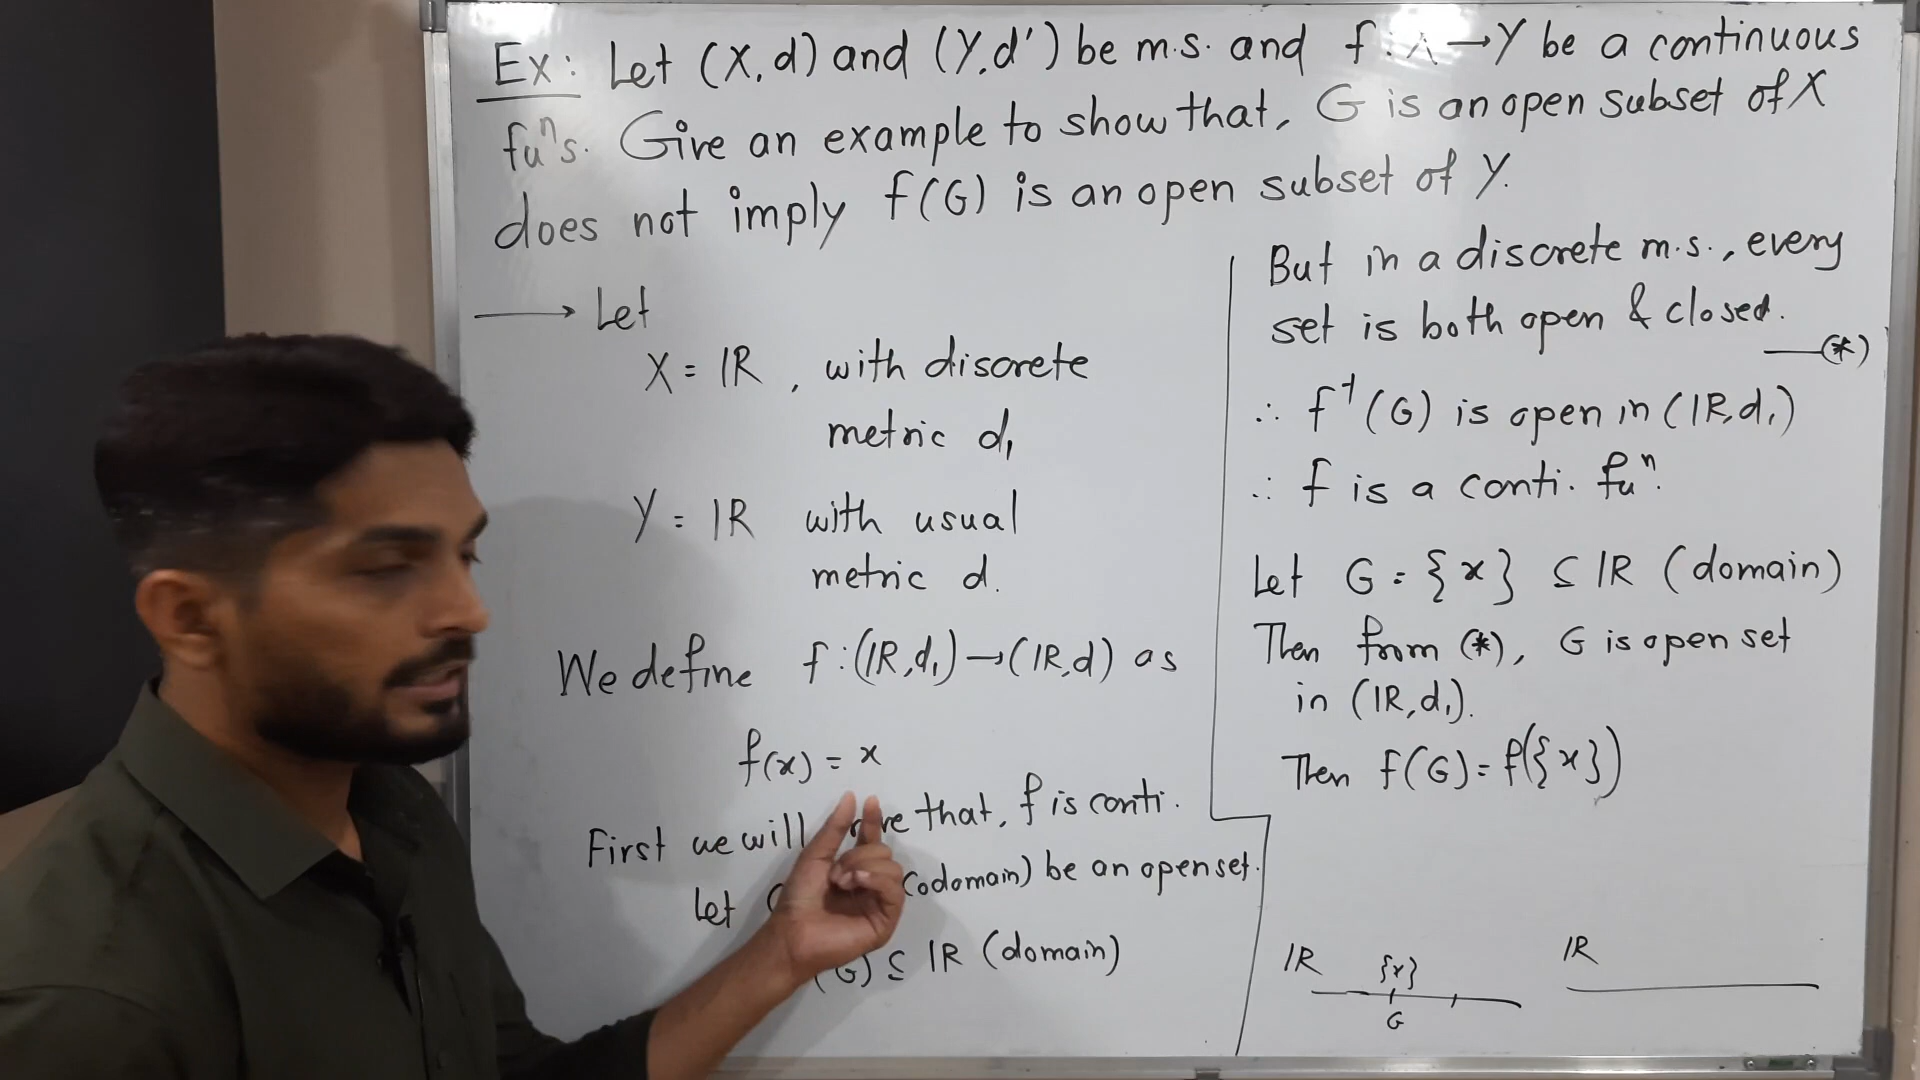 Ex: Let (X,d) and (Y,d') be m.s. and f: → Y be a continuous
fuⁿs. Give an example to show that, G is an open subset of X
does not imply f(G) is an open subset of Y.
⟶ Let
X = ℝ, with discrete
metric d₁
Y = ℝ with usual
metric d.
We define f:(ℝ,d₁)→(ℝ,d) as
f(x) = x
First we will that, f is conti.
Let codomain) be an open set.
(G) ⊆ ℝ (domain)
But in a discrete m.s., every
set is both open & closed.
—(*)
∴ f⁻¹(G) is open in (ℝ,d₁)
∴ f is a conti. fuⁿ.
Let G = {x} ⊆ ℝ (domain)
Then from (*), G is open set
in (ℝ,d₁).
Then f(G) = f({x})
ℝ {x}
G
ℝ